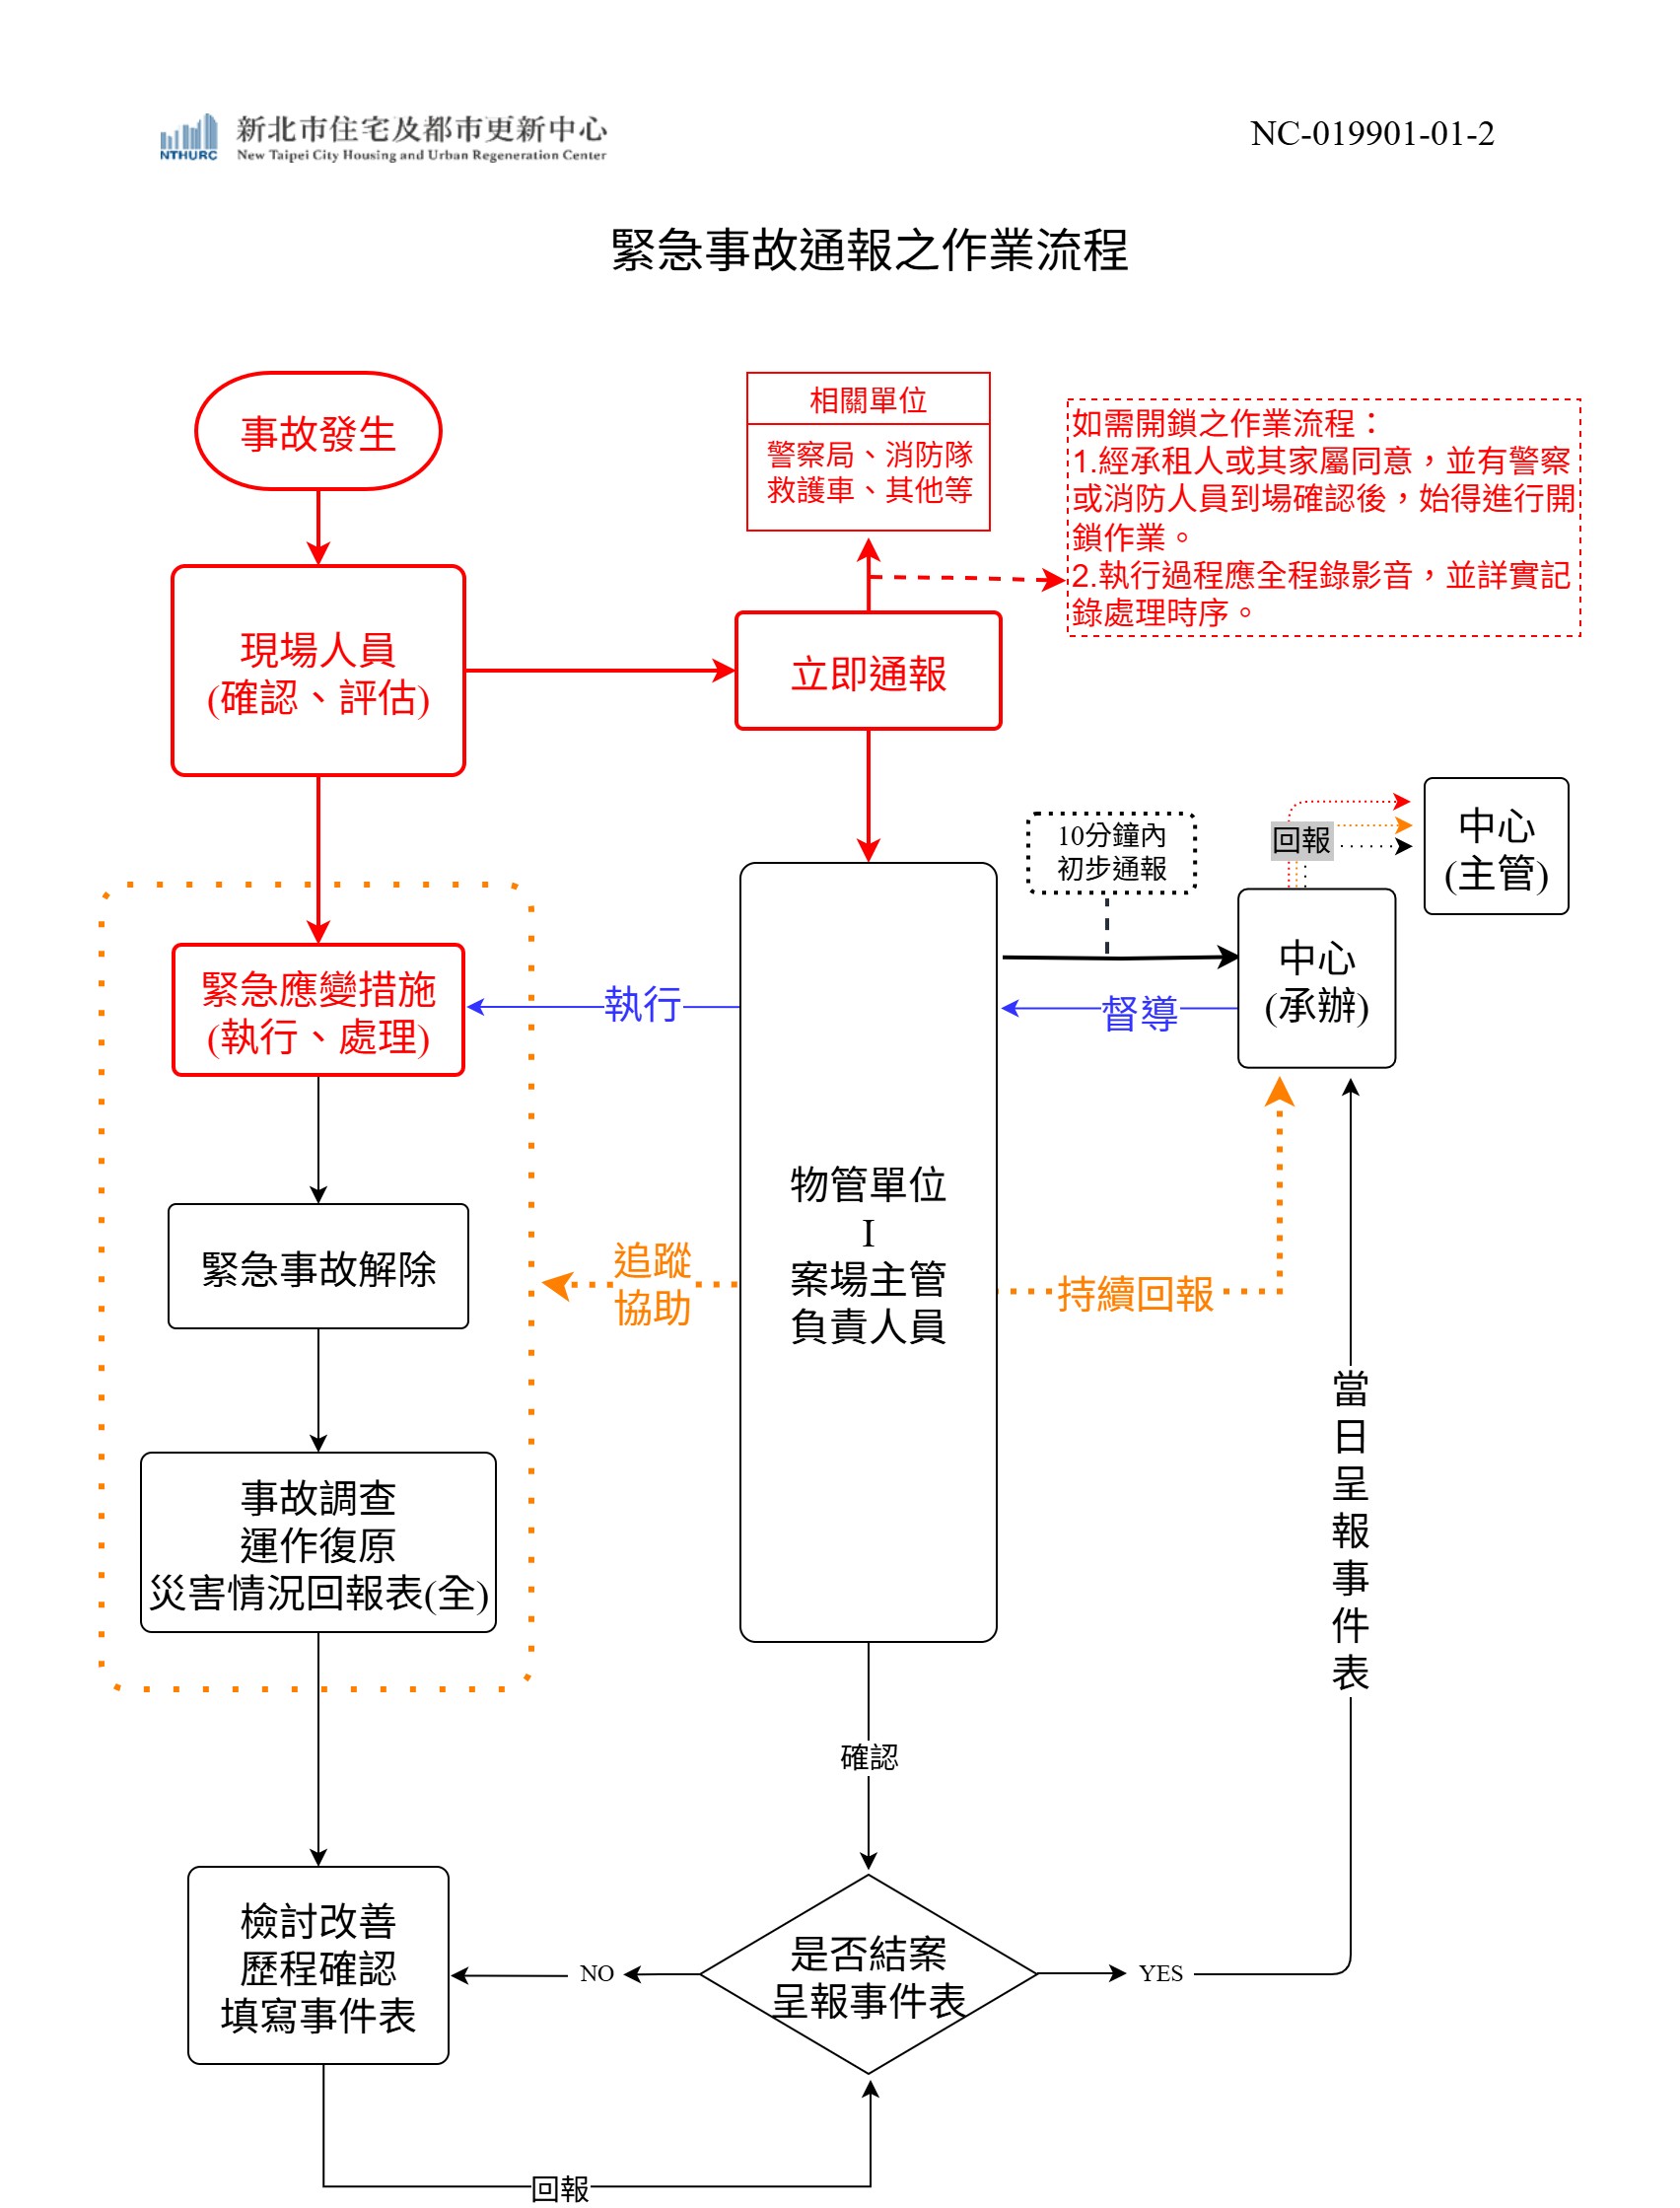 NTHURC
新北市住宅及都市更新中心
New Taipei City Housing and Urban Regeneration Center
NC-019901-01-2
緊急事故通報之作業流程
事故發生
相關單位
警察局、消防隊
救護車、其他等
如需開鎖之作業流程：
1.經承租人或其家屬同意，並有警察
或消防人員到場確認後，始得進行開
鎖作業。
2.執行過程應全程錄影音，並詳實記
錄處理時序。
現場人員
(確認、評估)
立即通報
10分鐘內
初步通報
回報
中心
(主管)
中心
(承辦)
緊急應變措施
(執行、處理)
執行
督導
物管單位
I
案場主管
負責人員
緊急事故解除
追蹤
協助
持續回報
當
日
呈
報
事
件
表
事故調查
運作復原
災害情況回報表(全)
確認
檢討改善
歷程確認
填寫事件表
NO
是否結案
呈報事件表
YES
回報